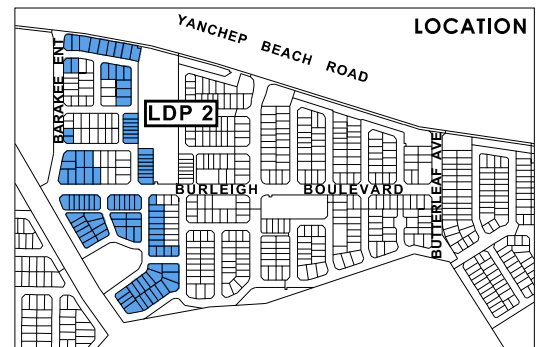 LOCATION
YANCHEP BEACH ROAD
BARAKEE ENT
LDP 2
BURLEIGH BOULEVARD
BUTTERLEAF AVE